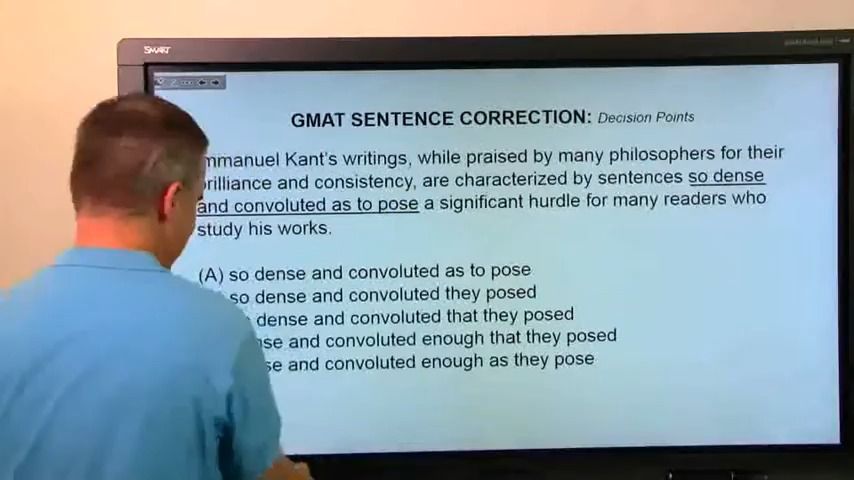 SMART
GMAT SENTENCE CORRECTION: Decision Points
mmanuel Kant's writings, while praised by many philosophers for their
rilliance and consistency, are characterized by sentences so dense
and convoluted as to pose a significant hurdle for many readers who
study his works.
(A) so dense and convoluted as to pose
so dense and convoluted they posed
dense and convoluted that they posed
se and convoluted enough that they posed
se and convoluted enough as they pose